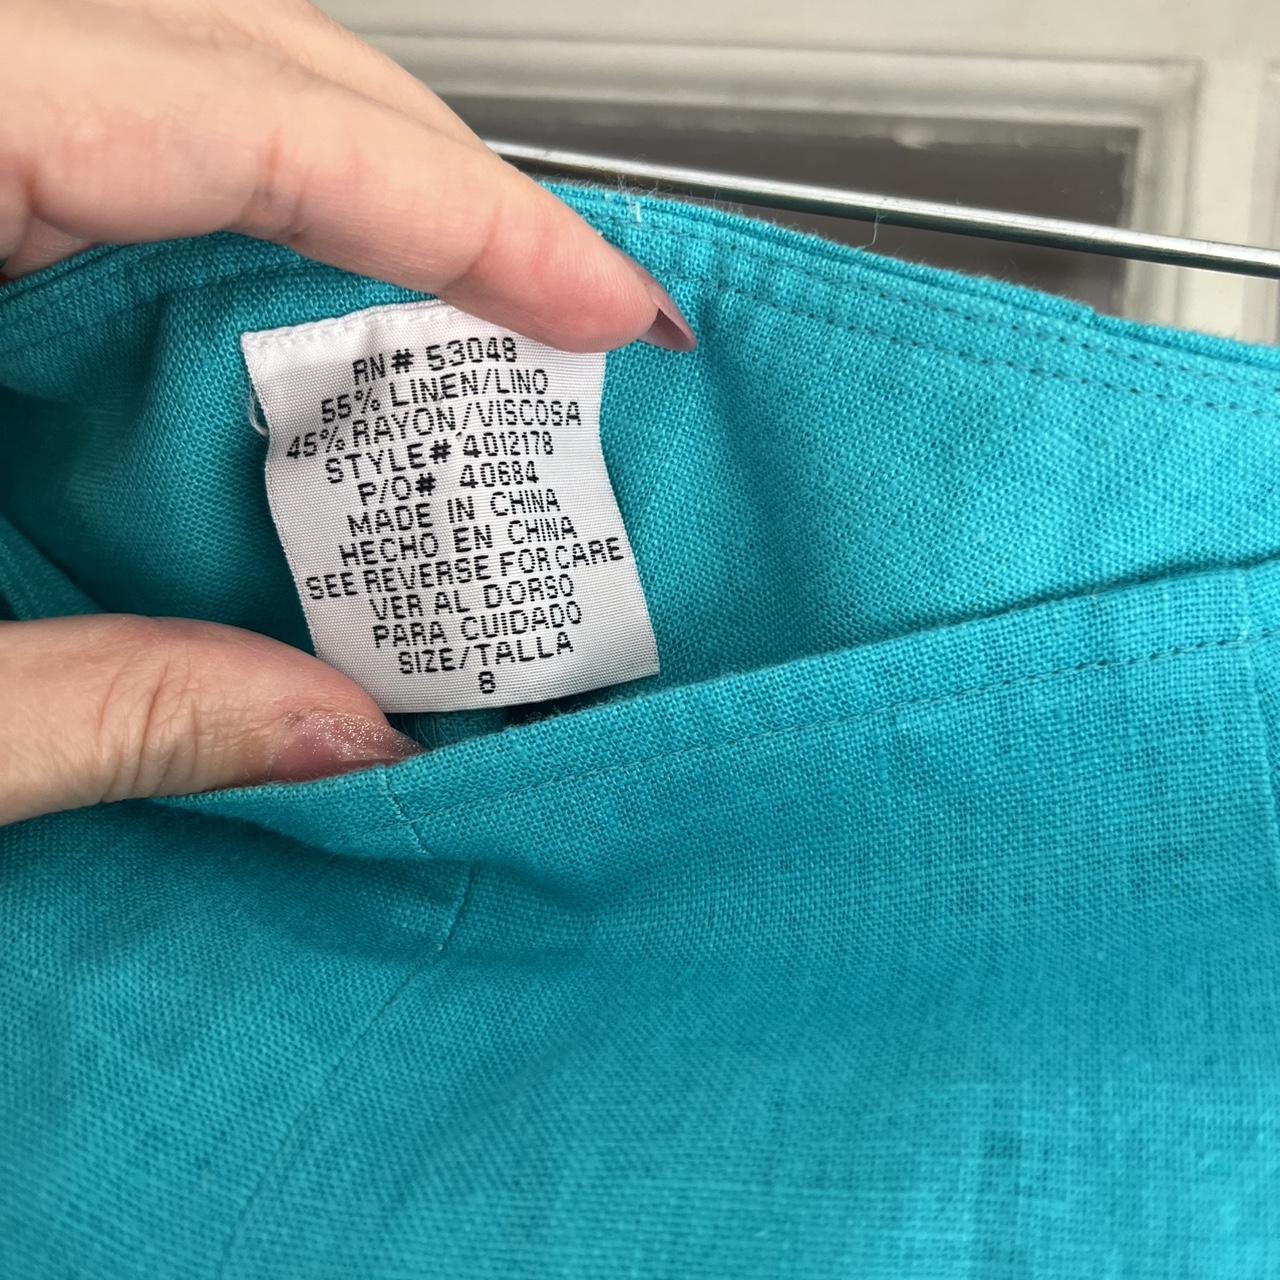 RN# 53048
55% LINEN/LINO
45% RAYON/VISCOSA
STYLE# 4012178
P/O# 40684
MADE IN CHINA
HECHO EN CHINA
SEE REVERSE FOR CARE
VER AL DORSO
PARA CUIDADO
SIZE/TALLA
8